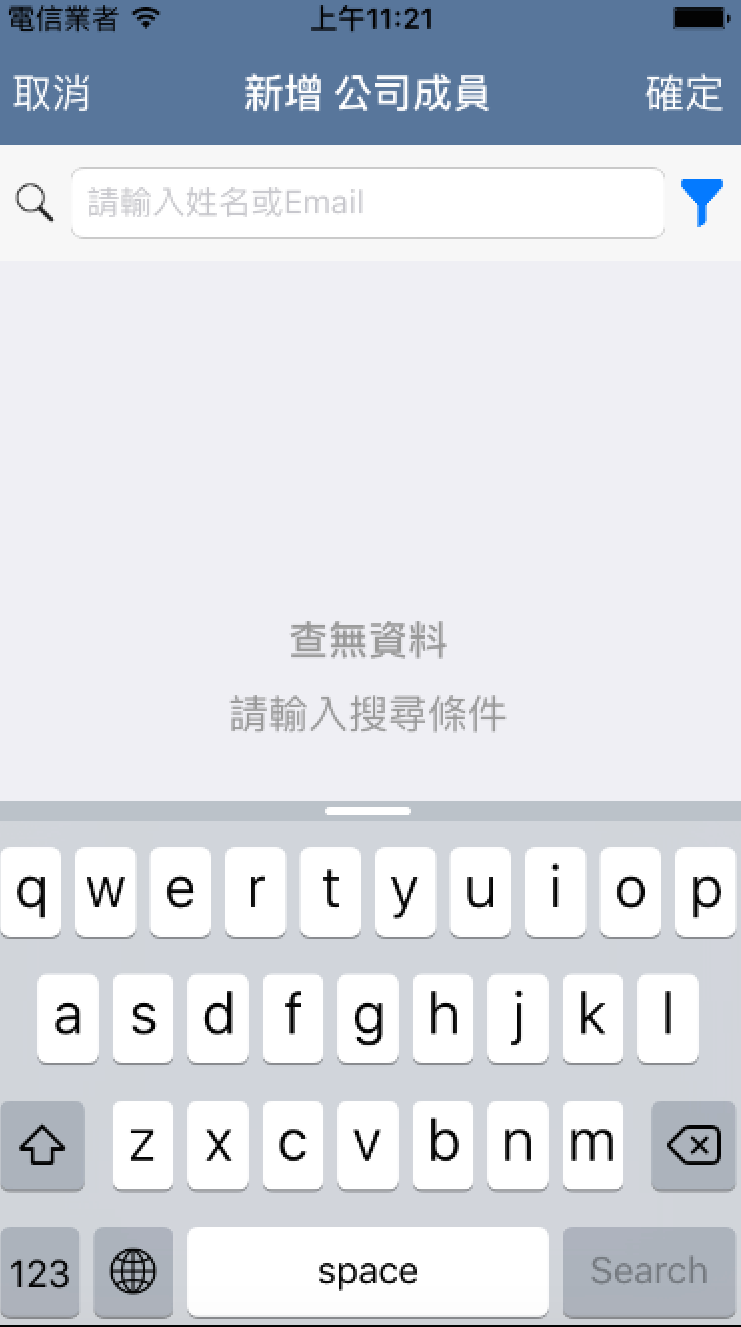 電信業者 上午11:21
取消 新增 公司成員 確定
請輸入姓名或Email
查無資料
請輸入搜尋條件
q w e r t y u i o p
a s d f g h j k l
z x c v b n m
123 space Search